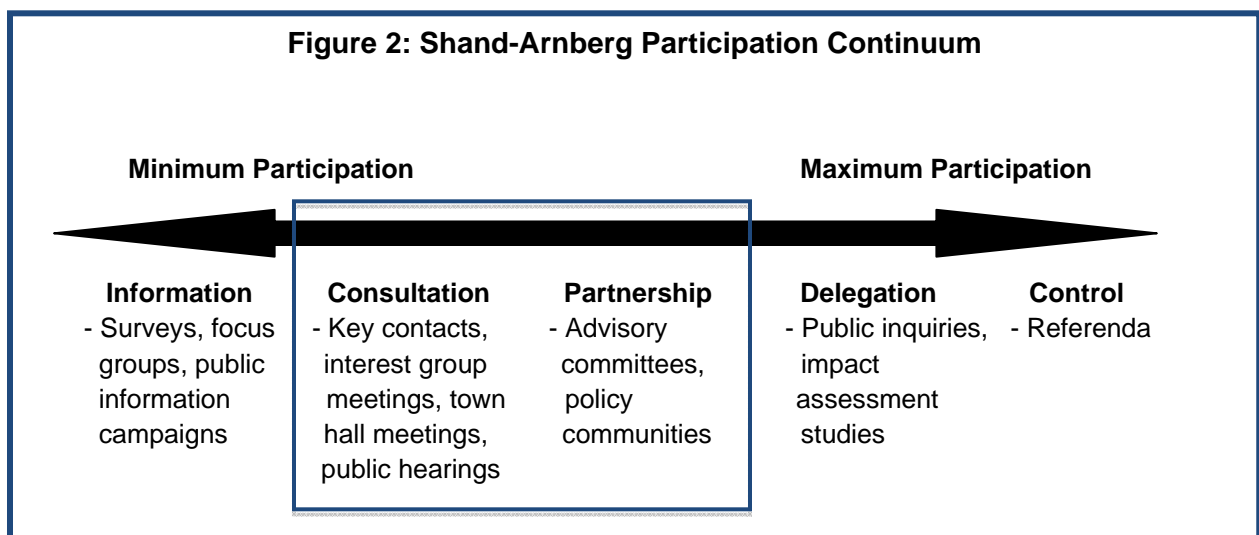 Figure 2: Shand-Arnberg Participation Continuum
Minimum Participation
Maximum Participation
Information
- Surveys, focus
groups, public
information
campaigns
Consultation
- Key contacts,
interest group
meetings, town
hall meetings,
public hearings
Partnership
- Advisory
committees,
policy
communities
Delegation
- Public inquiries,
impact
assessment
studies
Control
- Referenda